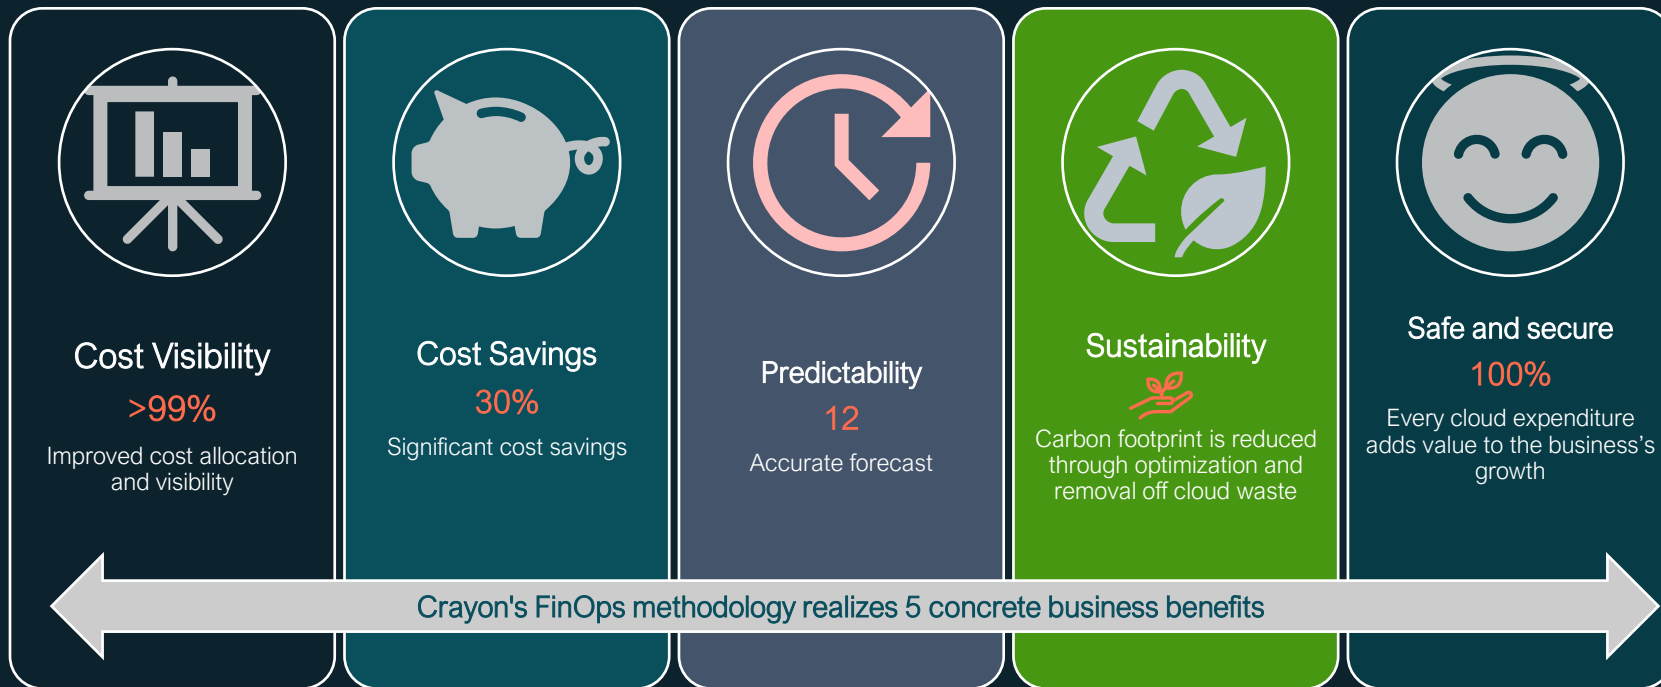 Cost Visibility
>99%
Improved cost allocation
and visibility
Cost Savings
30%
Significant cost savings
Predictability
12
Accurate forecast
Sustainability
Carbon footprint is reduced
through optimization and
removal off cloud waste
Safe and secure
100%
Every cloud expenditure
adds value to the business’s
growth
Crayon's FinOps methodology realizes 5 concrete business benefits